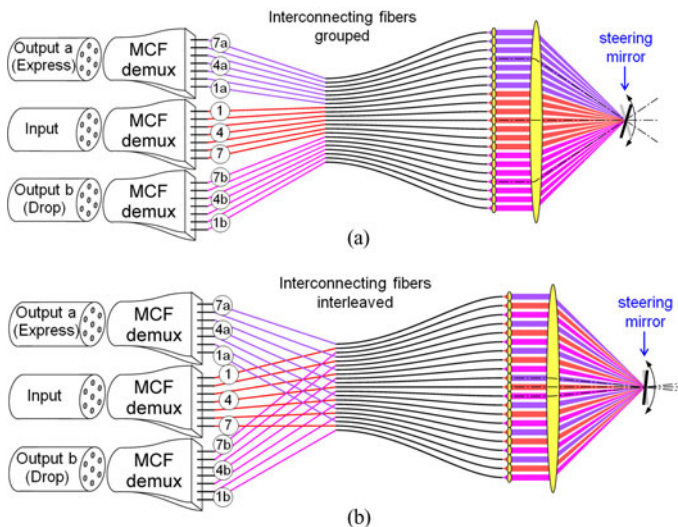 Output a
(Express)
MCF
demux
7a
4a
1a
Interconnecting fibers
grouped
steering
mirror
Input
MCF
demux
1
4
7
Output b
(Drop)
MCF
demux
7b
4b
1b
(a)
Output a
(Express)
MCF
demux
7a
4a
1a
Interconnecting fibers
interleaved
steering
mirror
Input
MCF
demux
1
4
7
Output b
(Drop)
MCF
demux
7b
4b
1b
(b)